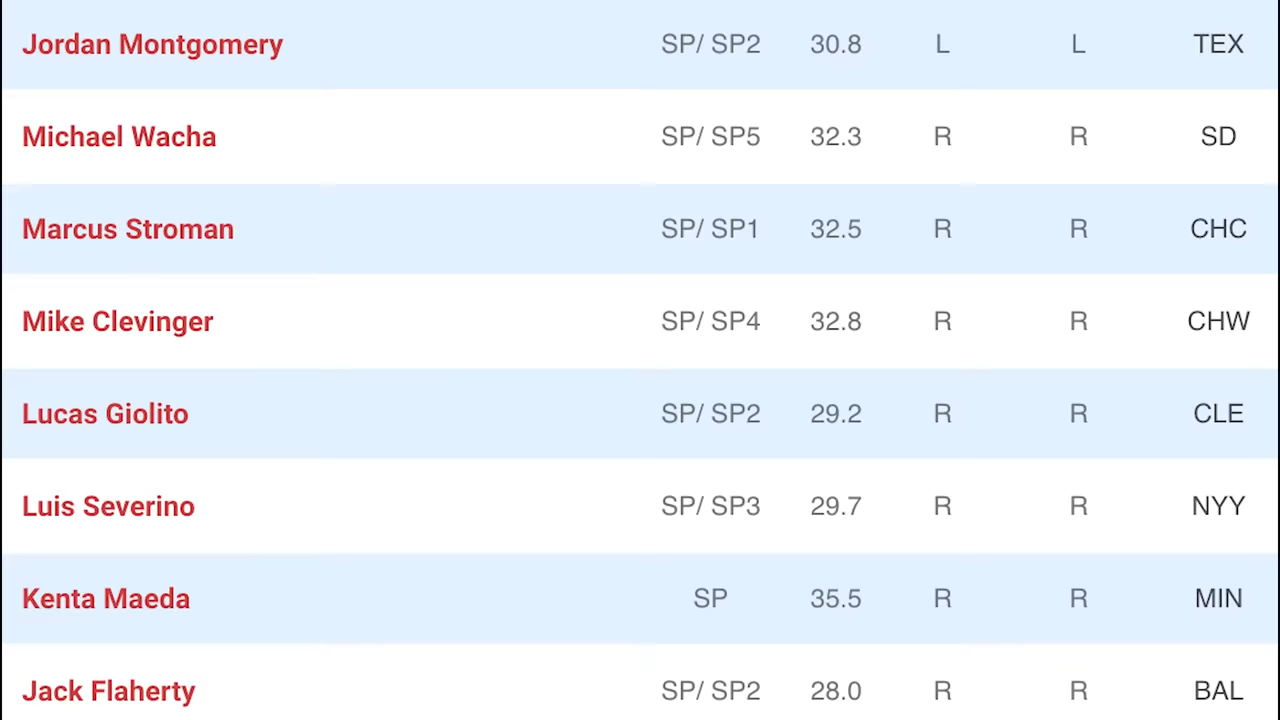 Jordan Montgomery SP/ SP2 30.8 L L TEX
Michael Wacha SP/ SP5 32.3 R R SD
Marcus Stroman SP/ SP1 32.5 R R CHC
Mike Clevinger SP/ SP4 32.8 R R CHW
Lucas Giolito SP/ SP2 29.2 R R CLE
Luis Severino SP/ SP3 29.7 R R NYY
Kenta Maeda SP 35.5 R R MIN
Jack Flaherty SP/ SP2 28.0 R R BAL